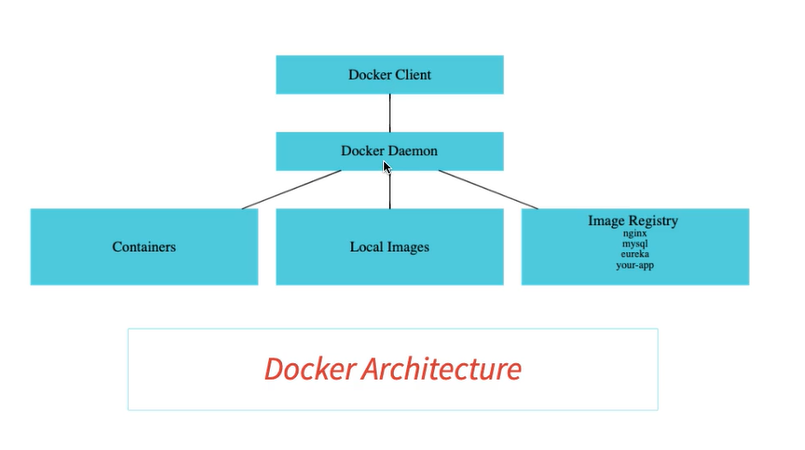 Docker Client
Docker Daemon
Containers
Local Images
Image Registry
nginx
mysql
eureka
your-app
Docker Architecture